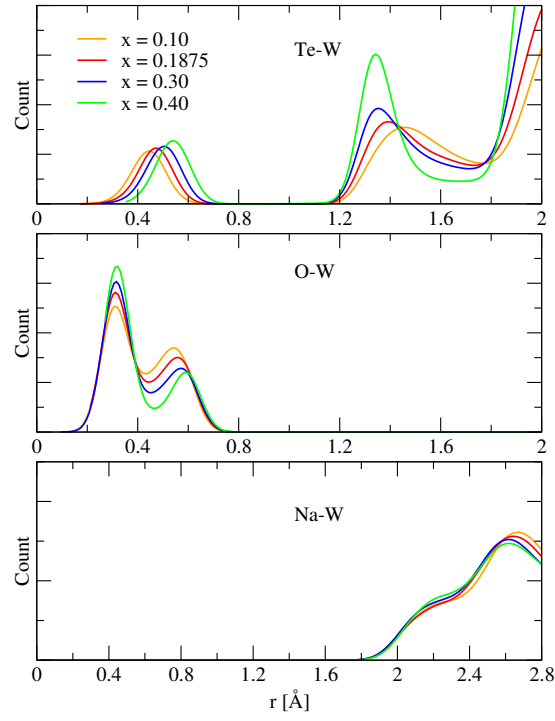 Te-W
x = 0.10
x = 0.1875
x = 0.30
x = 0.40
Count
0 0.4 0.8 1.2 1.6 2
O-W
Count
0 0.4 0.8 1.2 1.6 2
Na-W
Count
0 0.4 0.8 1.2 1.6 2 2.4 2.8
r [Å]